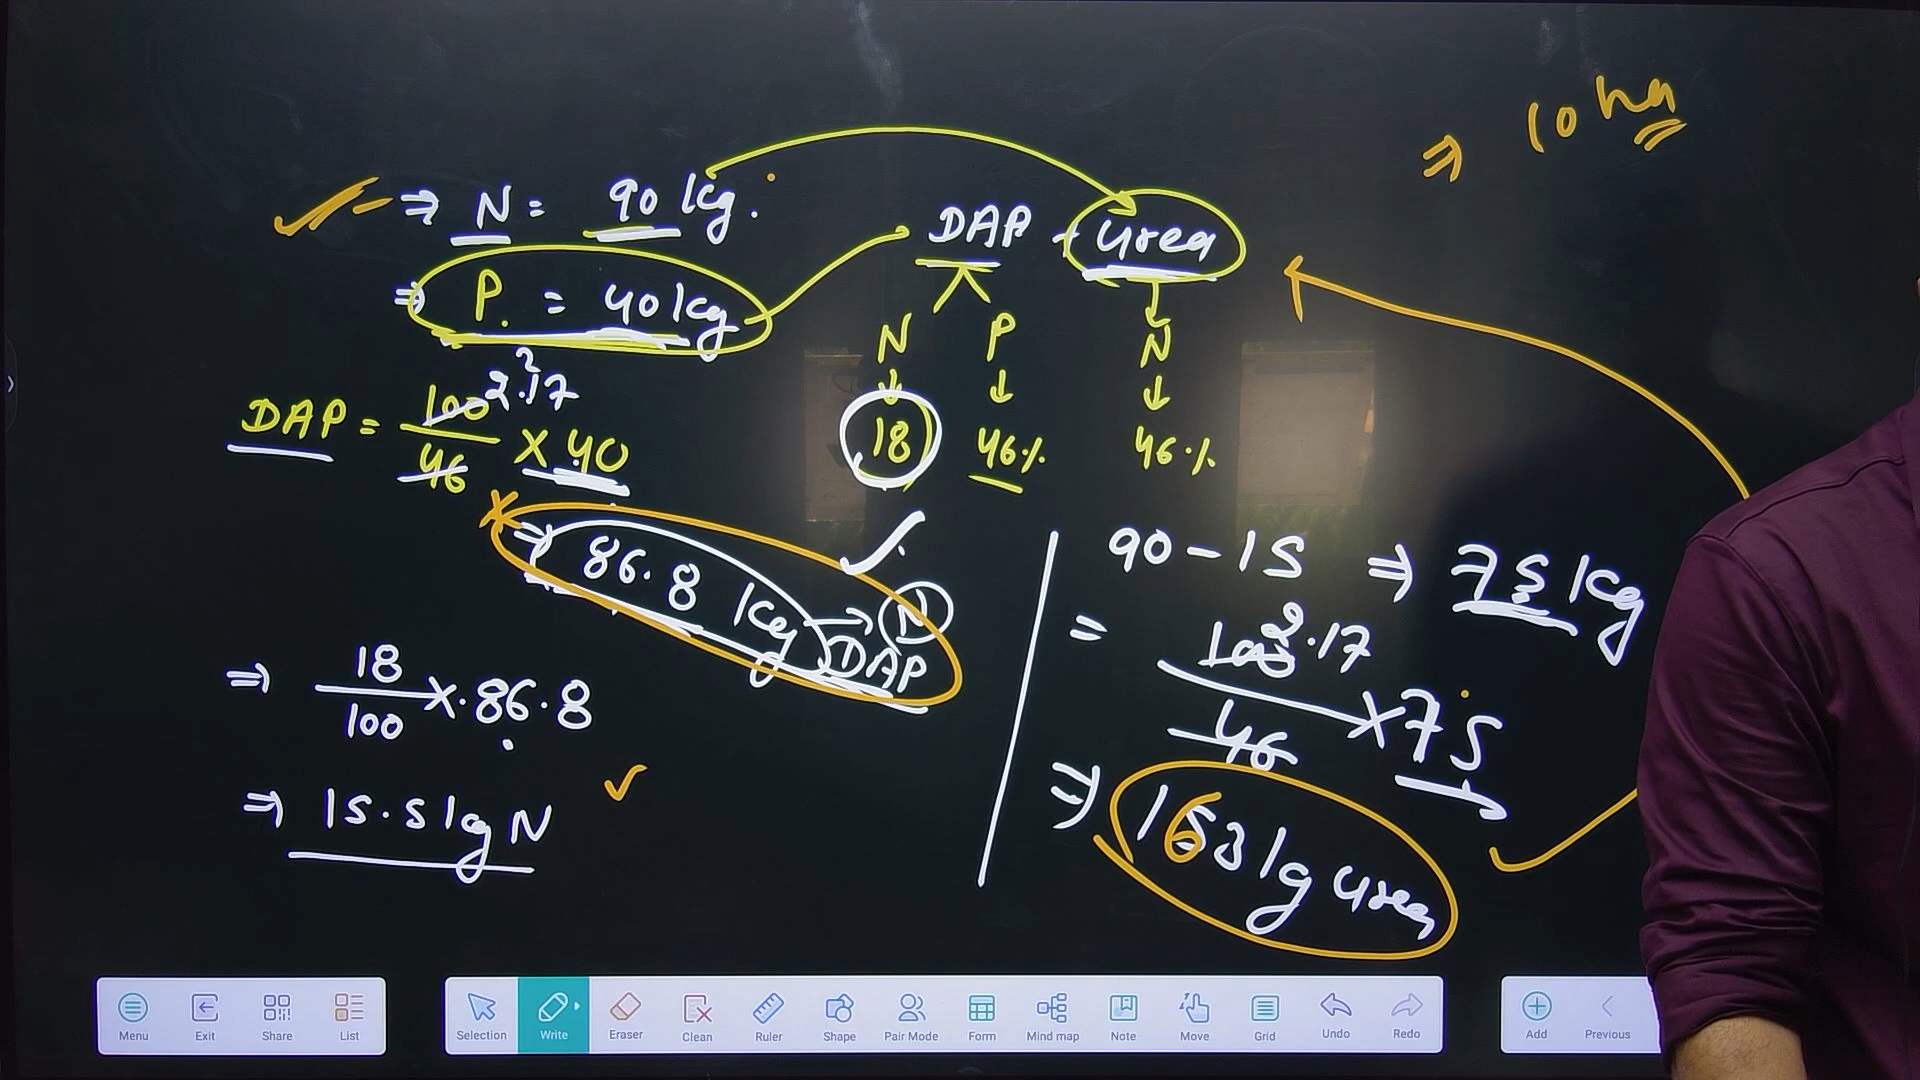 ⇒ 10 ha
⇒ N = 90 kg.
DAP + Urea
⇒ P. = 40 kg
N P N
18 46% 46%
DAP = 100/46 2.17 × 40
⇒ 86.8 kg DAP → N
⇒ 18/100 × 86.8
⇒ 15.5 kg N
90 - 15 ⇒ 75 kg
= 100/46 2.17 × 75
⇒ 163 kg Urea
Menu Exit Share List
Selection Write Eraser Clean Ruler Shape Pair Mode Form Mind map Note Move Grid Undo Redo
Add Previous